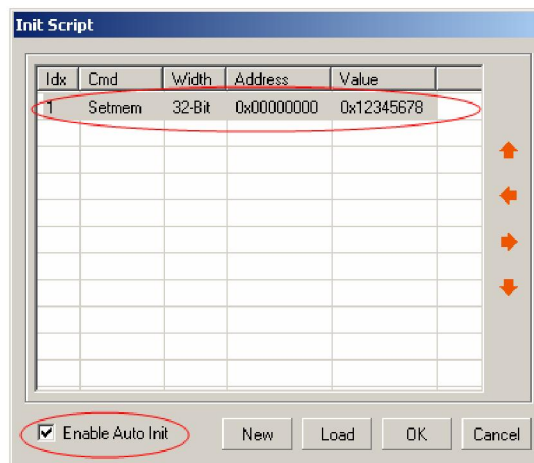 Init Script
Idx Cmd Width Address Value
1 Setmem 32-Bit 0x00000000 0x12345678
Enable Auto Init New Load OK Cancel